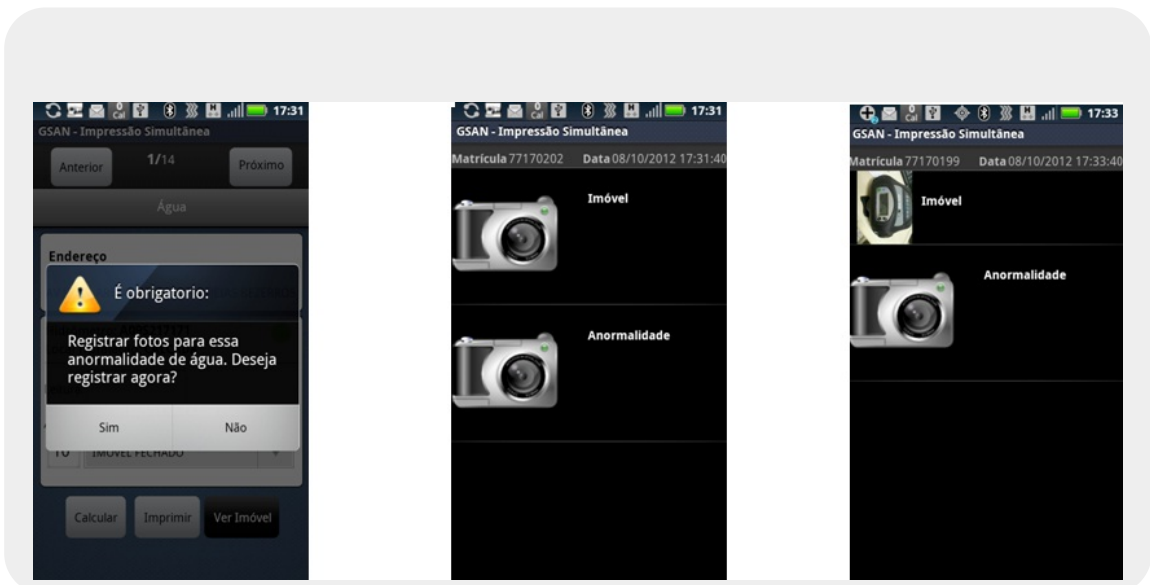 17:31
GSAN - Impressão Simultânea
Anterior 1/14 Próximo
Água
Endereço
É obrigatorio:
Registrar fotos para essa
anormalidade de água. Deseja
registrar agora?
Sim Não
10 IMOVEL FECHADO
Calcular Imprimir Ver Imóvel
17:31
GSAN - Impressão Simultânea
Matrícula 77170202 Data 08/10/2012 17:31:40
Imóvel
Anormalidade
17:33
GSAN - Impressão Simultânea
Matrícula 77170199 Data 08/10/2012 17:33:40
Imóvel
Anormalidade